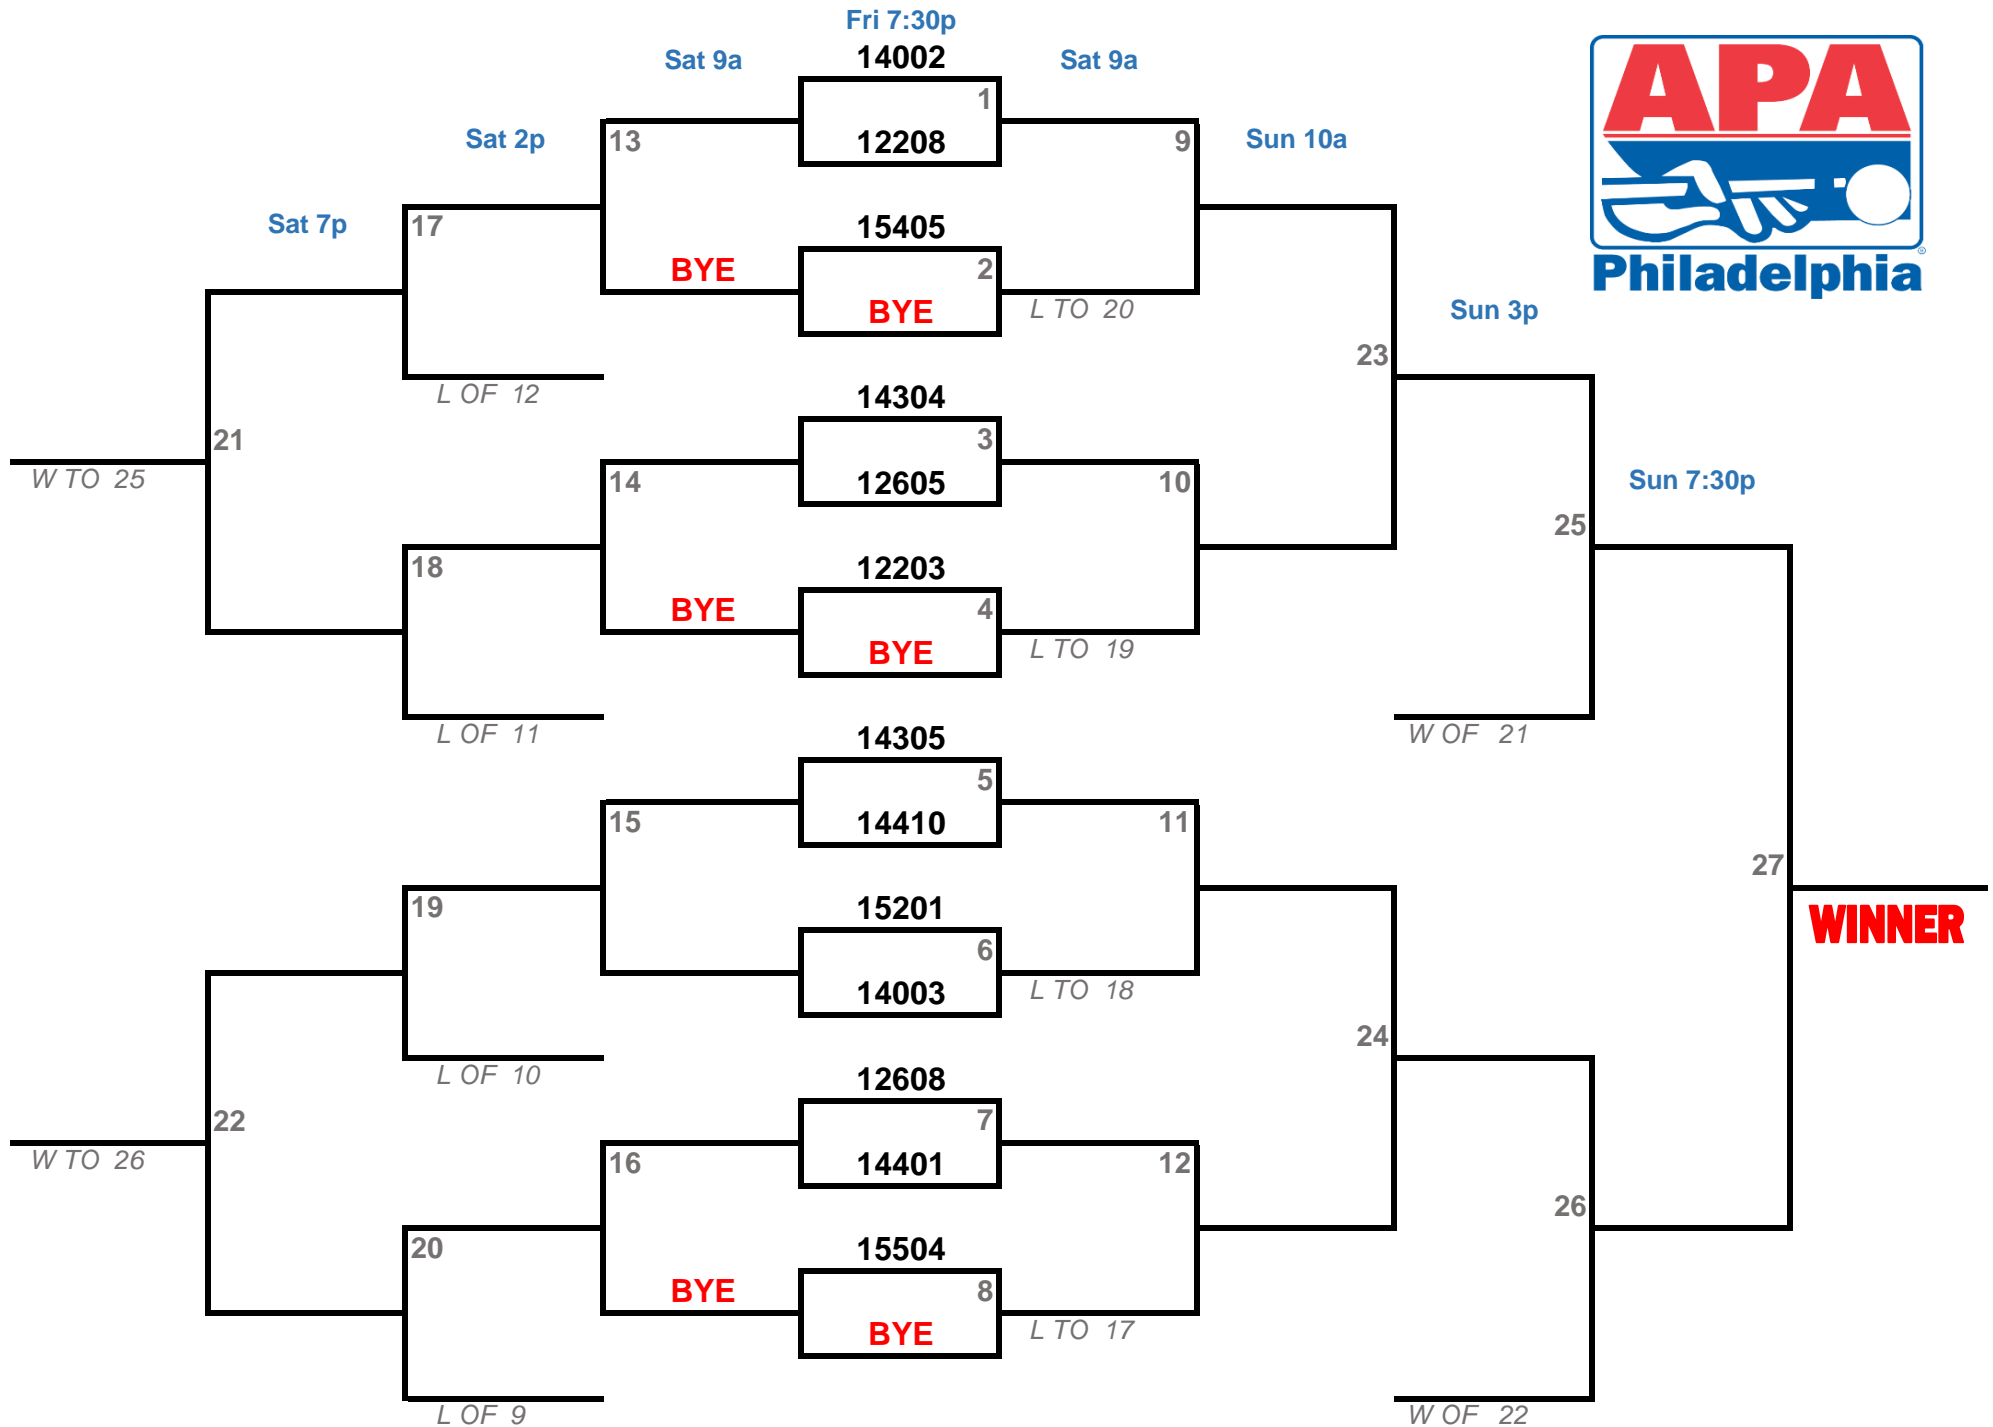 Fri 7:30p
Sat 9a
14002
Sat 9a
APA
1
Sat 2p
13
12208
9
Sun 10a
Sat 7p
17
15405
BYE
2
Philadelphia
®
BYE
L TO 20
Sun 3p
23
L OF 12
14304
21
3
W TO 25
14
12605
10
Sun 7:30p
25
18
12203
BYE
4
BYE
L TO 19
L OF 11
14305
W OF 21
5
15
14410
11
27
19
15201
WINNER
6
14003
L TO 18
24
L OF 10
12608
22
7
W TO 26
16
14401
12
26
20
15504
BYE
8
BYE
L TO 17
L OF 9
W OF 22